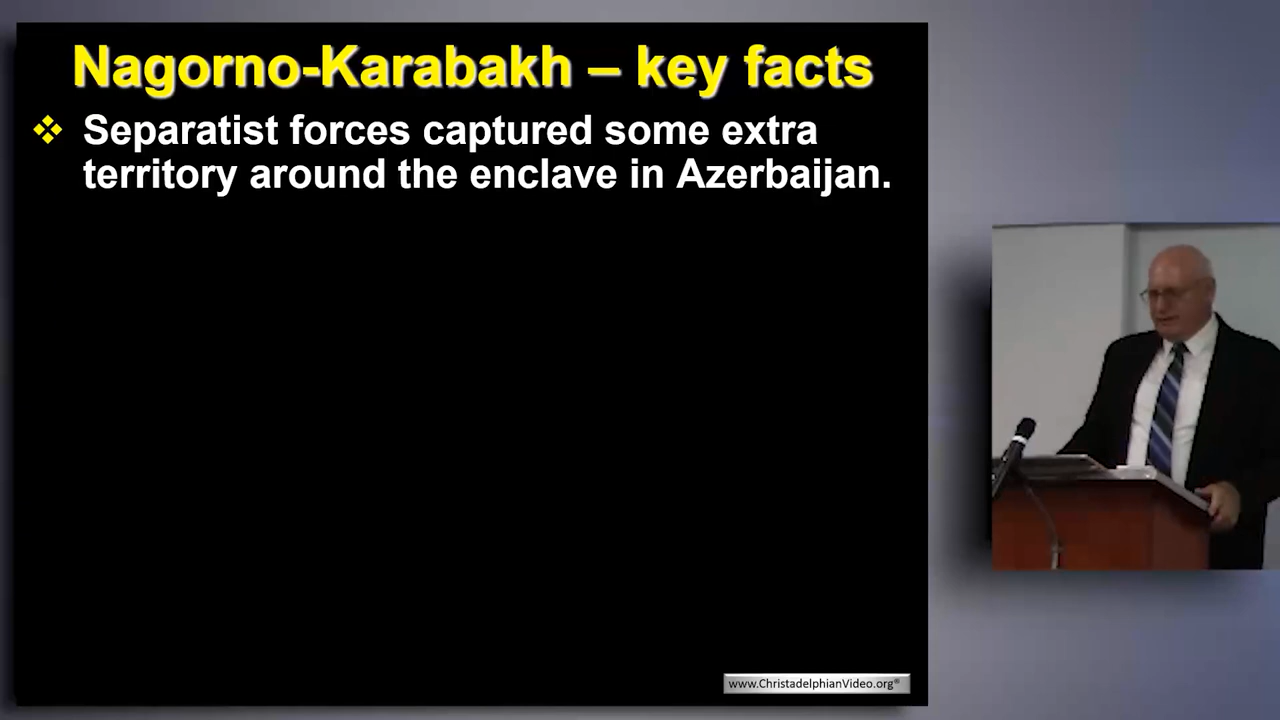 Nagorno-Karabakh – key facts
❖ Separatist forces captured some extra
territory around the enclave in Azerbaijan.
www.ChristadelphianVideo.org®